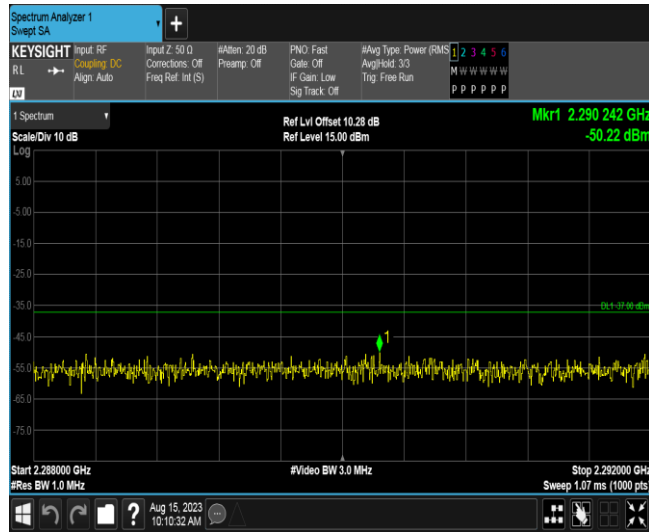 Spectrum Analyzer 1
Swept SA
+
KEYSIGHT Input: RF Input Z: 50 Ω #Atten: 20 dB PNO: Fast #Avg Type: Power (RMS 1 2 3 4 5 6
RL Coupling: DC Corrections: Off Preamp: Off Gate: Off Avg|Hold: 3/3 M W W W W W
Align: Auto Freq Ref: Int (S) IF Gain: Low Trig: Free Run
LXI Sig Track: Off P P P P P P
1 Spectrum Ref Lvl Offset 10.28 dB Mkr1 2.290 242 GHz
Scale/Div 10 dB Ref Level 15.00 dBm -50.22 dBm
Log
5.00
-5.00
-15.0
-25.0
-35.0 DL1 -37.00 dBm
-45.0 1
-55.0
-65.0
-75.0
Start 2.288000 GHz #Video BW 3.0 MHz Stop 2.292000 GHz
#Res BW 1.0 MHz Sweep 1.07 ms (1000 pts)
? Aug 15, 2023
10:10:32 AM